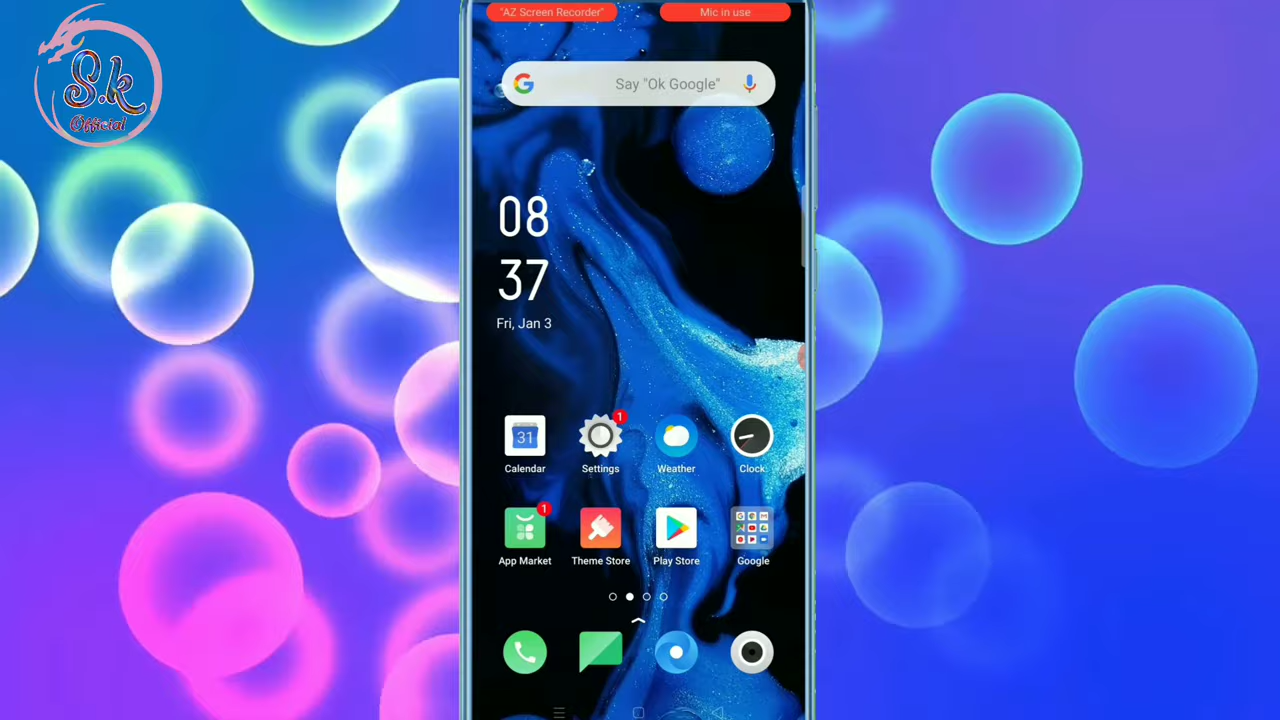 "AZ Screen Recorder"
Mic in use
S.k
Official
Say "Ok Google"
08
37
Fri, Jan 3
31
Calendar
1
Settings
Weather
Clock
1
App Market
Theme Store
Play Store
Google